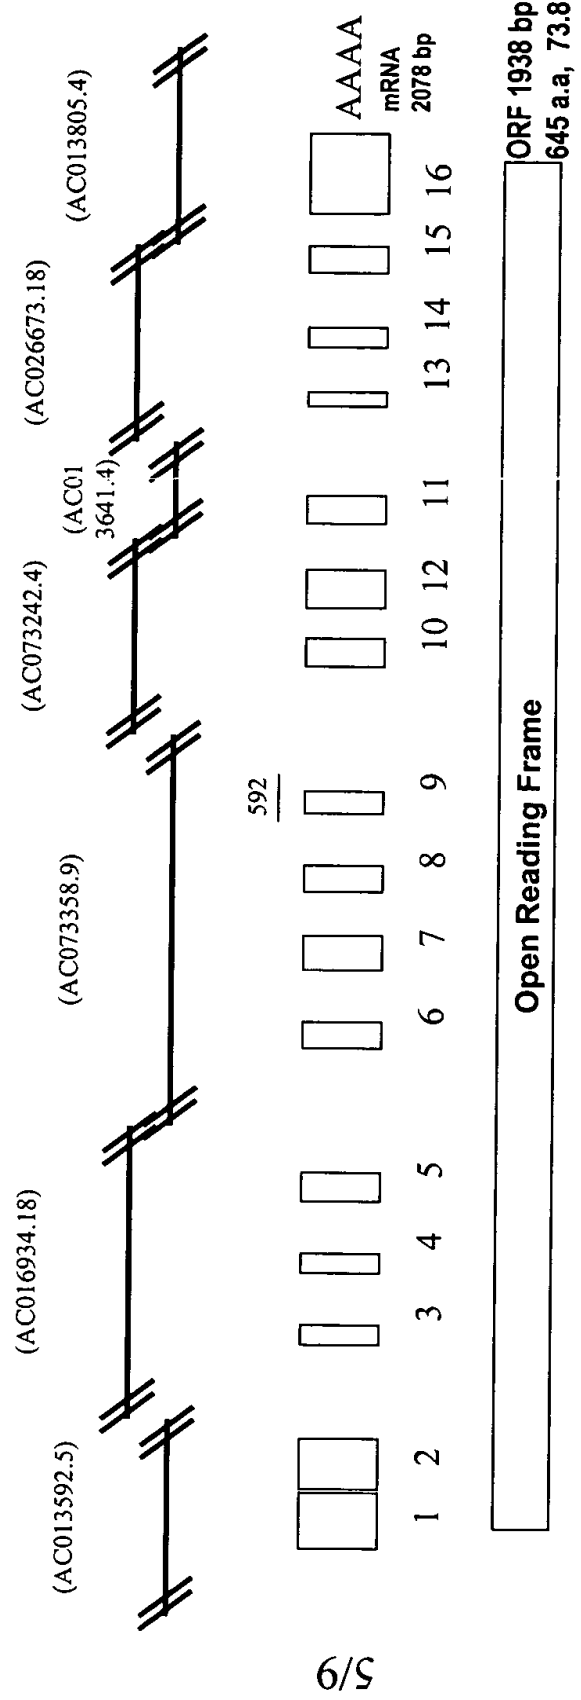 (AC013592.5)
(AC016934.18)
(AC073358.9)
(AC073242.4)
(AC01
3641.4)
(AC026673.18)
(AC013805.4)
592
AAAA
mRNA
2078 bp
1 2 3 4 5 6 7 8 9 10 12 11 13 14 15 16
Open Reading Frame
ORF 1938 bp
645 a.a, 73.8
5/9